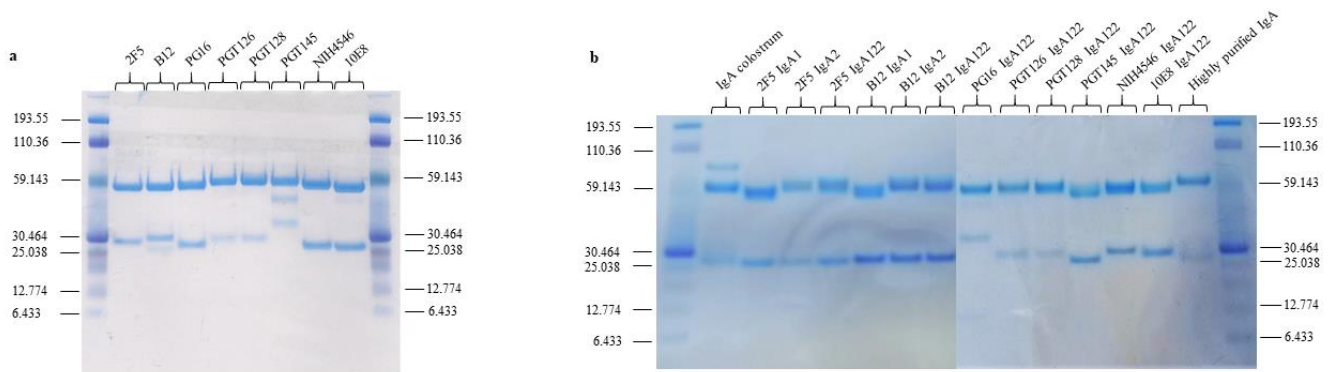 a
2F5
B12
PG16
PGT126
PGT128
PGT145
NIH4546
10E8
193.55
110.36
59.143
30.464
25.038
12.774
6.433
193.55
110.36
59.143
30.464
25.038
12.774
6.433
b
IgA colostrum
2F5 IgA1
2F5 IgA2
2F5 IgA122
B12 IgA1
B12 IgA2
B12 IgA122
PG16 IgA122
PGT126 IgA122
PGT128 IgA122
PGT145 IgA122
NIH4546 IgA122
10E8 IgA122
Highly purified IgA
193.55
110.36
59.143
30.464
25.038
12.774
6.433
193.55
110.36
59.143
30.464
25.038
12.774
6.433